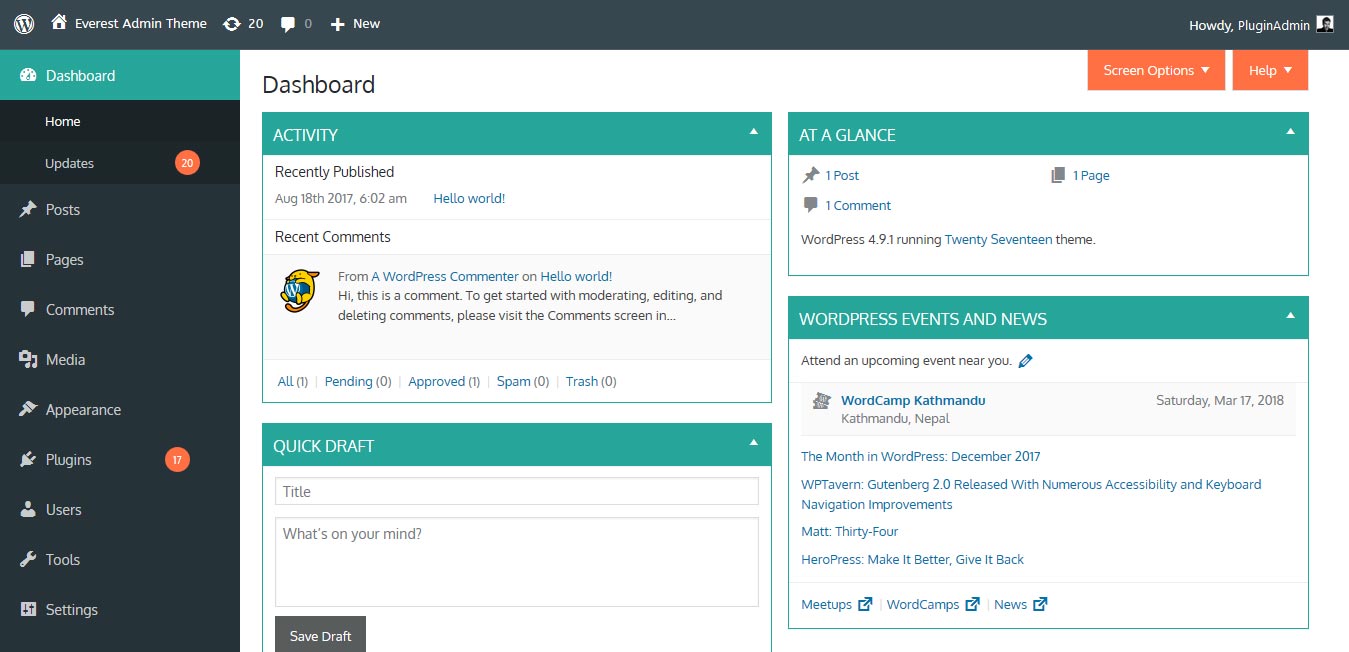 Everest Admin Theme 20 0 New
Howdy, PluginAdmin
Dashboard
Home
Updates 20
Posts
Pages
Comments
Media
Appearance
Plugins 17
Users
Tools
Settings
Screen Options Help
Dashboard
ACTIVITY
Recently Published
Aug 18th 2017, 6:02 am Hello world!
Recent Comments
From A WordPress Commenter on Hello world!
Hi, this is a comment. To get started with moderating, editing, and
deleting comments, please visit the Comments screen in...
All (1) | Pending (0) | Approved (1) | Spam (0) | Trash (0)
QUICK DRAFT
Title
What's on your mind?
Save Draft
AT A GLANCE
1 Post 1 Page
1 Comment
WordPress 4.9.1 running Twenty Seventeen theme.
WORDPRESS EVENTS AND NEWS
Attend an upcoming event near you.
WordCamp Kathmandu Saturday, Mar 17, 2018
Kathmandu, Nepal
The Month in WordPress: December 2017
WPTavern: Gutenberg 2.0 Released With Numerous Accessibility and Keyboard
Navigation Improvements
Matt: Thirty-Four
HeroPress: Make It Better, Give It Back
Meetups | WordCamps | News